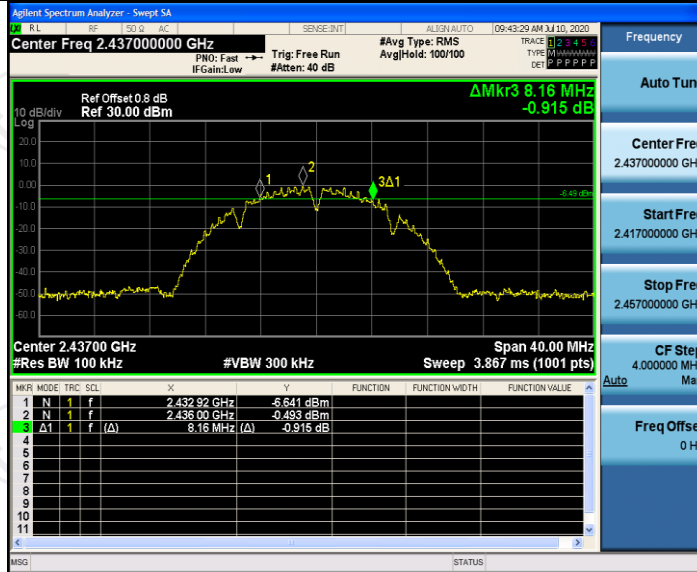 Agilent Spectrum Analyzer - Swept SA
RL RF 50 Ω AC SENSE:INT ALIGN AUTO 09:43:29 AM Jul 10, 2020
Center Freq 2.437000000 GHz
PNO: Fast
IFGain:Low
Trig: Free Run
#Atten: 40 dB
#Avg Type: RMS
Avg|Hold: 100/100
TRACE 1 2 3 4 5 6
TYPE M
DET P P P P P P
Ref Offset 0.8 dB
10 dB/div Ref 30.00 dBm
Log
ΔMkr3 8.16 MHz
-0.915 dB
20.0
10.0
0.00
-10.0
-20.0
-30.0
-40.0
-50.0
-60.0
1
2
3Δ1
-6.49 dBm
Center 2.43700 GHz Span 40.00 MHz
#Res BW 100 kHz #VBW 300 kHz Sweep 3.867 ms (1001 pts)
MKR MODE TRC SCL X Y FUNCTION FUNCTION WIDTH FUNCTION VALUE
1 N 1 f 2.432 92 GHz -6.641 dBm
2 N 1 f 2.436 00 GHz -0.493 dBm
3 Δ1 1 f (Δ) 8.16 MHz (Δ) -0.915 dB
4
5
6
7
8
9
10
11
MSG STATUS
Frequency
Auto Tun
Center Fre
2.437000000 GH
Start Fre
2.417000000 GH
Stop Fre
2.457000000 GH
CF Ste
4.000000 MH
Auto Ma
Freq Offse
0 H